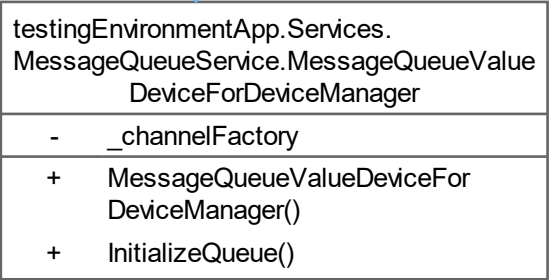 testingEnvironmentApp.Services.
MessageQueueService.MessageQueueValue
DeviceForDeviceManager
- _channelFactory
+ MessageQueueValueDeviceFor
DeviceManager()
+ InitializeQueue()